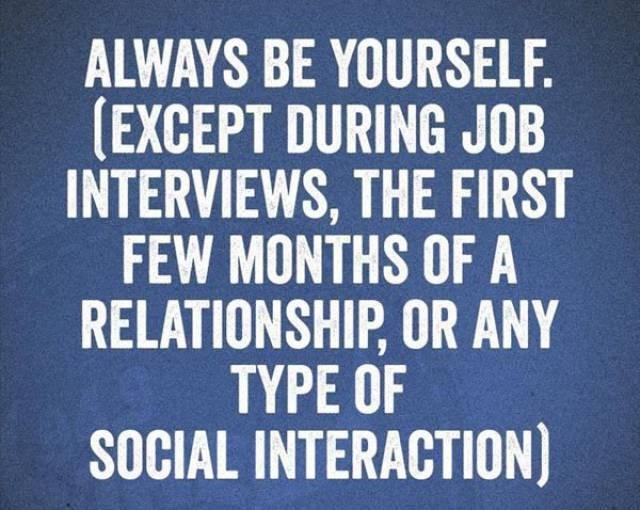 ALWAYS BE YOURSELF.
(EXCEPT DURING JOB
INTERVIEWS, THE FIRST
FEW MONTHS OF A
RELATIONSHIP, OR ANY
TYPE OF
SOCIAL INTERACTION)